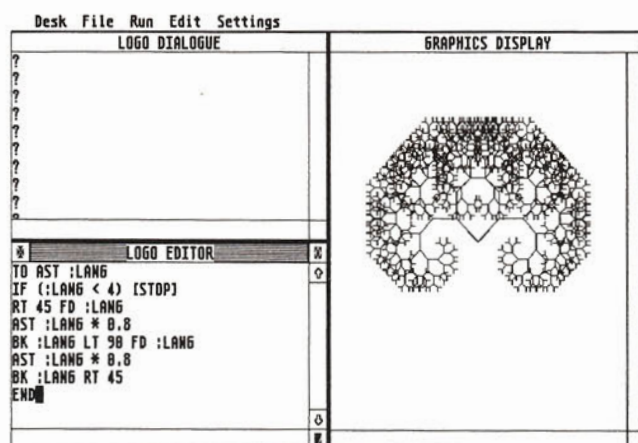 Desk File Run Edit Settings
LOGO DIALOGUE
?
?
?
?
?
?
?
?
?
?
GRAPHICS DISPLAY
LOGO EDITOR
TO AST :LANG
IF (:LANG < 4) [STOP]
RT 45 FD :LANG
AST :LANG * 0.8
BK :LANG LT 90 FD :LANG
AST :LANG * 0.8
BK :LANG RT 45
END